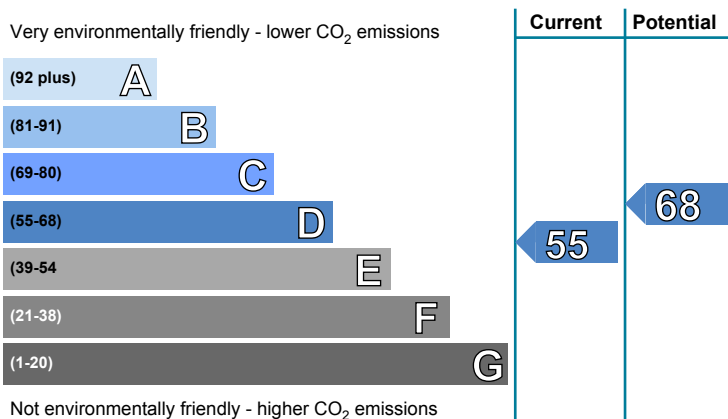 Current Potential
Very environmentally friendly - lower CO2 emissions
(92 plus) A
(81-91) B
(69-80 C
(55-68) D
68
55
(39-54 E
(21-38) F
(1-20) G
Not environmentally friendly - higher CO2 emissions